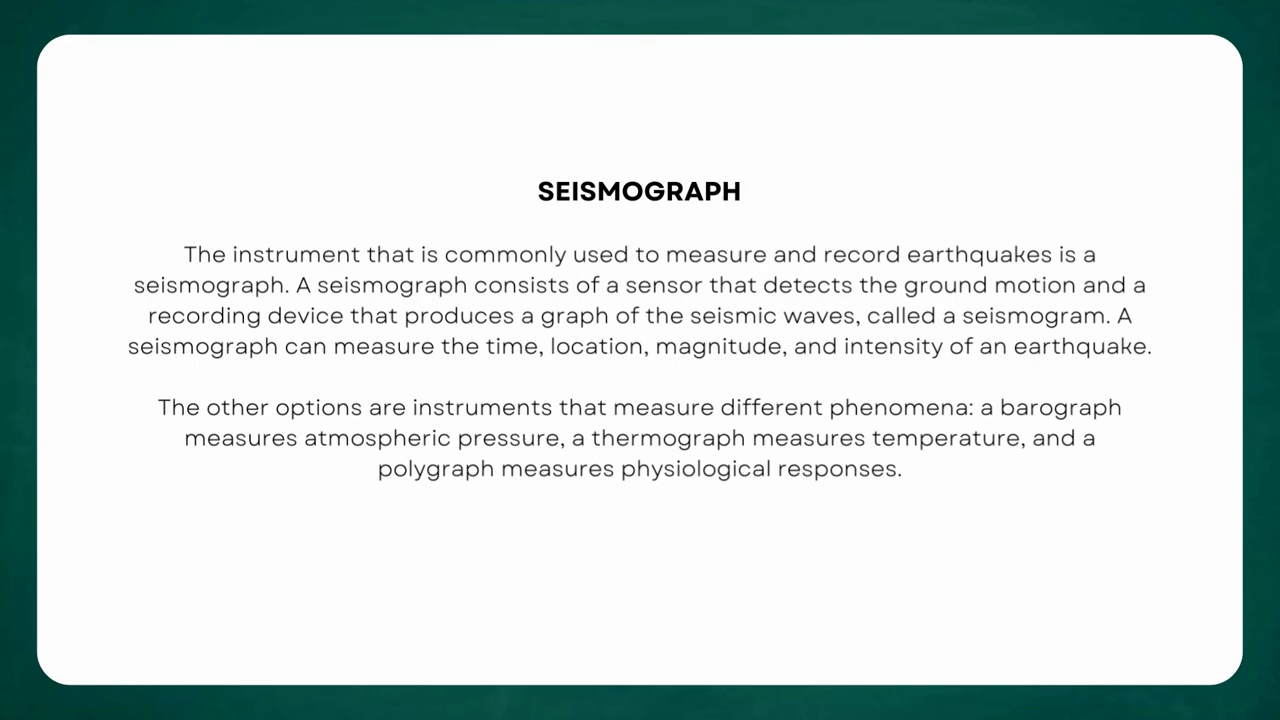 SEISMOGRAPH
The instrument that is commonly used to measure and record earthquakes is a
seismograph. A seismograph consists of a sensor that detects the ground motion and a
recording device that produces a graph of the seismic waves, called a seismogram. A
seismograph can measure the time, location, magnitude, and intensity of an earthquake.
The other options are instruments that measure different phenomena: a barograph
measures atmospheric pressure, a thermograph measures temperature, and a
polygraph measures physiological responses.